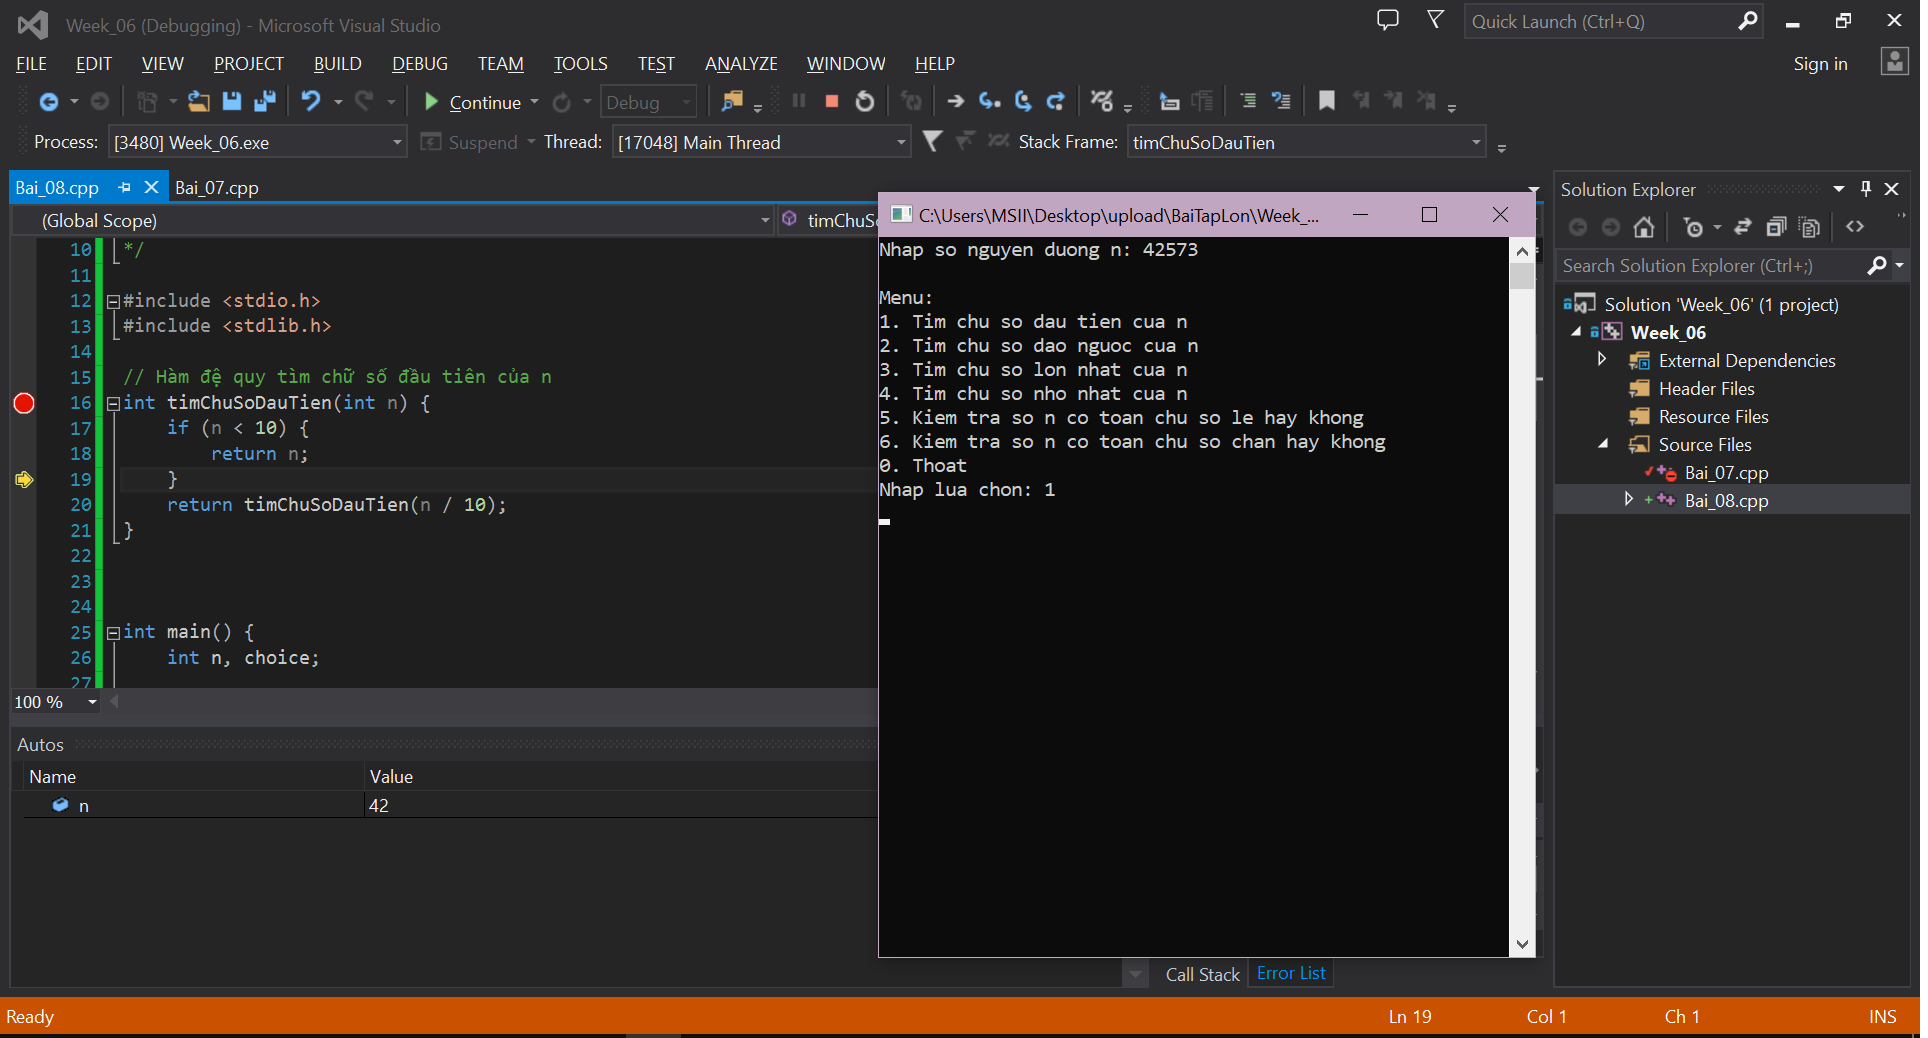 Week_06 (Debugging) - Microsoft Visual Studio
Quick Launch (Ctrl+Q)
FILE EDIT VIEW PROJECT BUILD DEBUG TEAM TOOLS TEST ANALYZE WINDOW HELP
Sign in
Continue
Debug
Process: [3480] Week_06.exe
Suspend
Thread: [17048] Main Thread
Stack Frame: timChuSoDauTien
Bai_08.cpp
Bai_07.cpp
(Global Scope)
timChuSo
10 */
11
12 #include <stdio.h>
13 #include <stdlib.h>
14
15 // Hàm đệ quy tìm chữ số đầu tiên của n
16 int timChuSoDauTien(int n) {
17 if (n < 10) {
18 return n;
19 }
20 return timChuSoDauTien(n / 10);
21 }
22
23
24
25 int main() {
26 int n, choice;
27
100 %
Autos
Name Value
n 42
C:\Users\MSII\Desktop\upload\BaiTapLon\Week_...
Nhap so nguyen duong n: 42573
Menu:
1. Tim chu so dau tien cua n
2. Tim chu so dao nguoc cua n
3. Tim chu so lon nhat cua n
4. Tim chu so nho nhat cua n
5. Kiem tra so n co toan chu so le hay khong
6. Kiem tra so n co toan chu so chan hay khong
0. Thoat
Nhap lua chon: 1
Call Stack Error List
Solution Explorer
Search Solution Explorer (Ctrl+;)
Solution 'Week_06' (1 project)
Week_06
External Dependencies
Header Files
Resource Files
Source Files
Bai_07.cpp
Bai_08.cpp
Ready
Ln 19 Col 1 Ch 1 INS